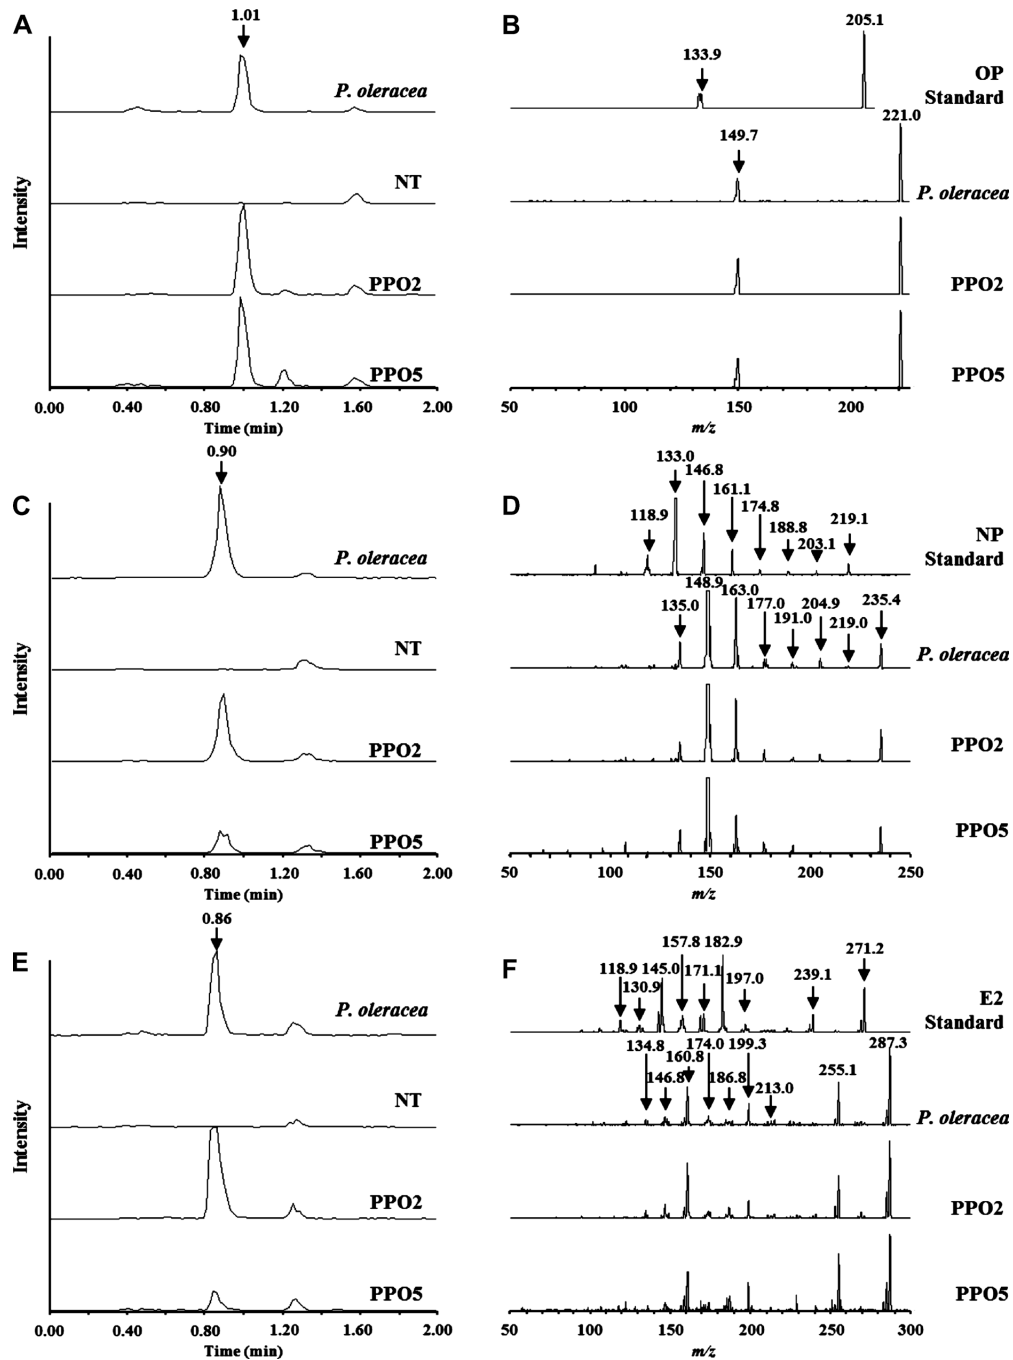 A
1.01
P. oleracea
NT
PPO2
PPO5
Intensity
0.00 0.40 0.80 1.20 1.60 2.00
Time (min)
B
205.1
133.9
OP
Standard
221.0
149.7
P. oleracea
PPO2
PPO5
50 100 150 200
m/z
C
0.90
P. oleracea
NT
PPO2
PPO5
Intensity
0.00 0.40 0.80 1.20 1.60 2.00
Time (min)
D
133.0
146.8
161.1
174.8
118.9
188.8
203.1
219.1
NP
Standard
148.9
163.0
135.0
177.0
191.0
204.9
219.0
235.4
P. oleracea
PPO2
PPO5
50 100 150 200 250
m/z
E
0.86
P. oleracea
NT
PPO2
PPO5
Intensity
0.00 0.40 0.80 1.20 1.60 2.00
Time (min)
F
157.8 182.9
118.9 145.0 171.1
130.9
197.0
239.1
271.2
E2
Standard
134.8
174.0 199.3
160.8
146.8 186.8
213.0
255.1
287.3
P. oleracea
PPO2
PPO5
50 100 150 200 250 300
m/z